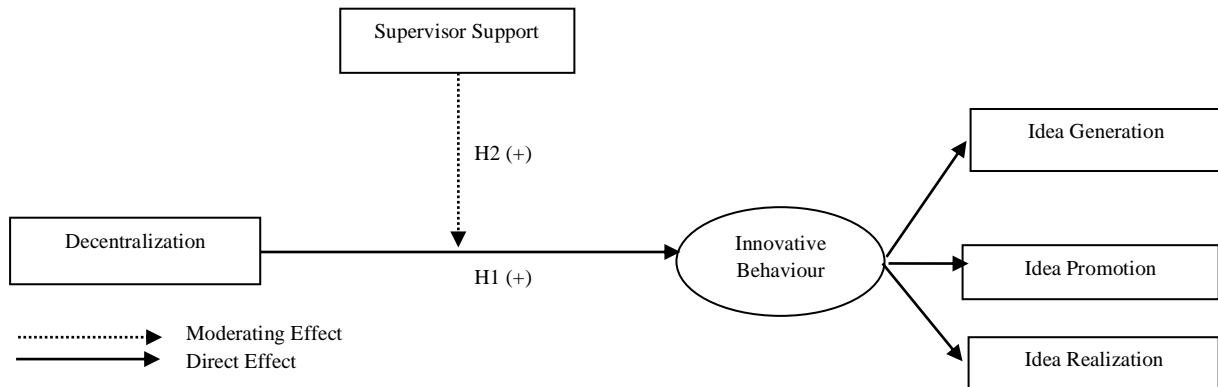 Supervisor Support
Idea Generation
H2 (+)
Decentralization
Innovative
Behaviour
Idea Promotion
H1 (+)
Moderating Effect
Direct Effect
Idea Realization